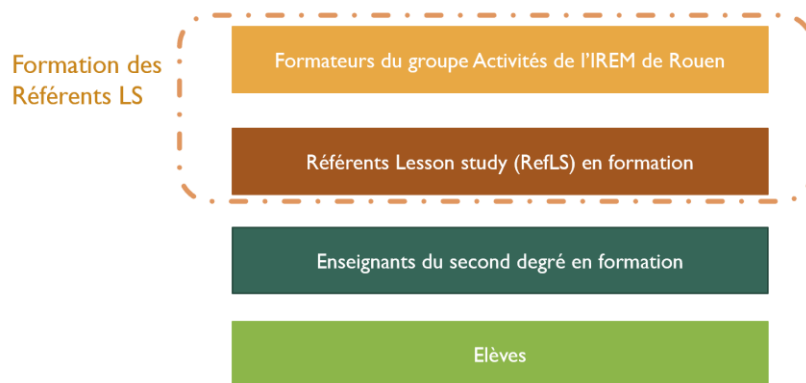 Formation des
Référents LS
Formateurs du groupe Activités de l'IREM de Rouen
Référents Lesson study (RefLS) en formation
Enseignants du second degré en formation
Elèves